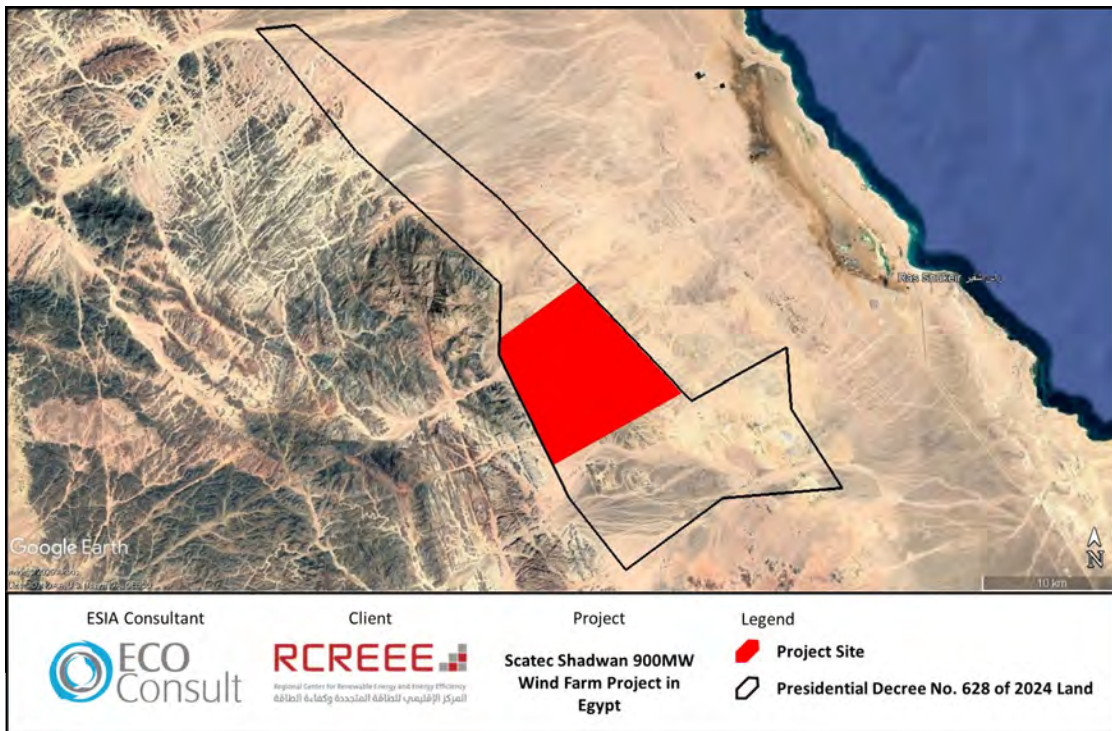 Ras Shukeir رأس شقير
Google Earth
10 km
N
ESIA Consultant
ECO
Consult
Client
RCREEE
Regional Center for Renewable Energy and Energy Efficiency
المركز الإقليمي للطاقة المتجددة وكفاءة الطاقة
Project
Scatec Shadwan 900MW
Wind Farm Project in
Egypt
Legend
Project Site
Presidential Decree No. 628 of 2024 Land